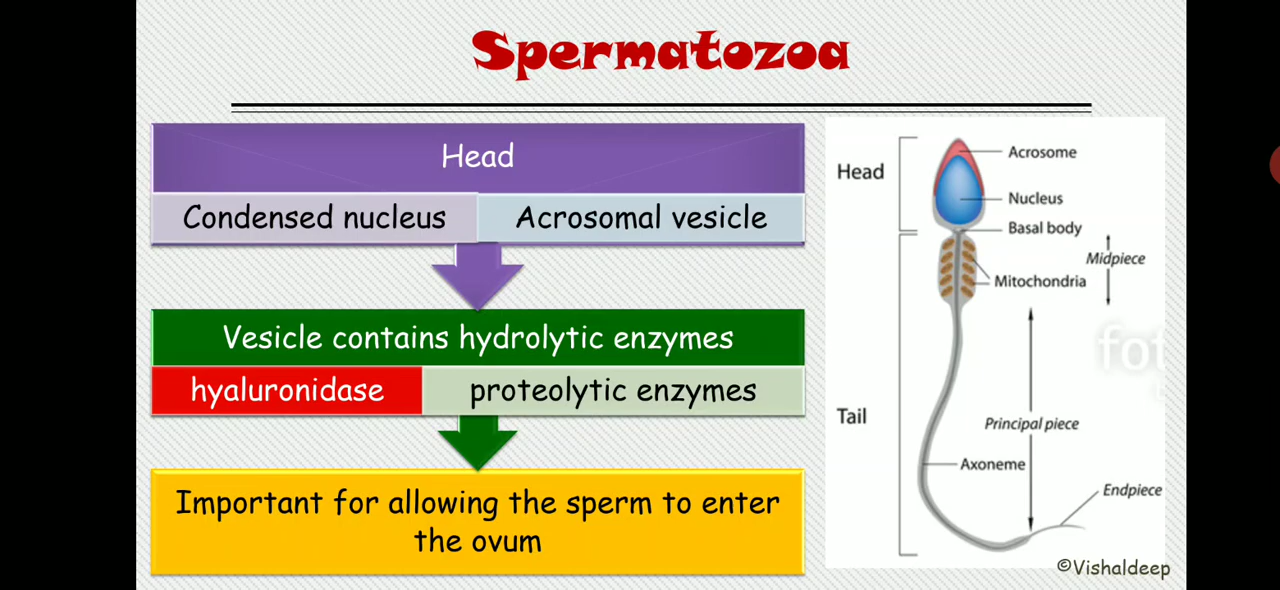 Spermatozoa
Head
Condensed nucleus
Acrosomal vesicle
Vesicle contains hydrolytic enzymes
hyaluronidase
proteolytic enzymes
Important for allowing the sperm to enter
the ovum
Head
Acrosome
Nucleus
Basal body
Midpiece
Mitochondria
Tail
Principal piece
Axoneme
Endpiece
©Vishaldeep